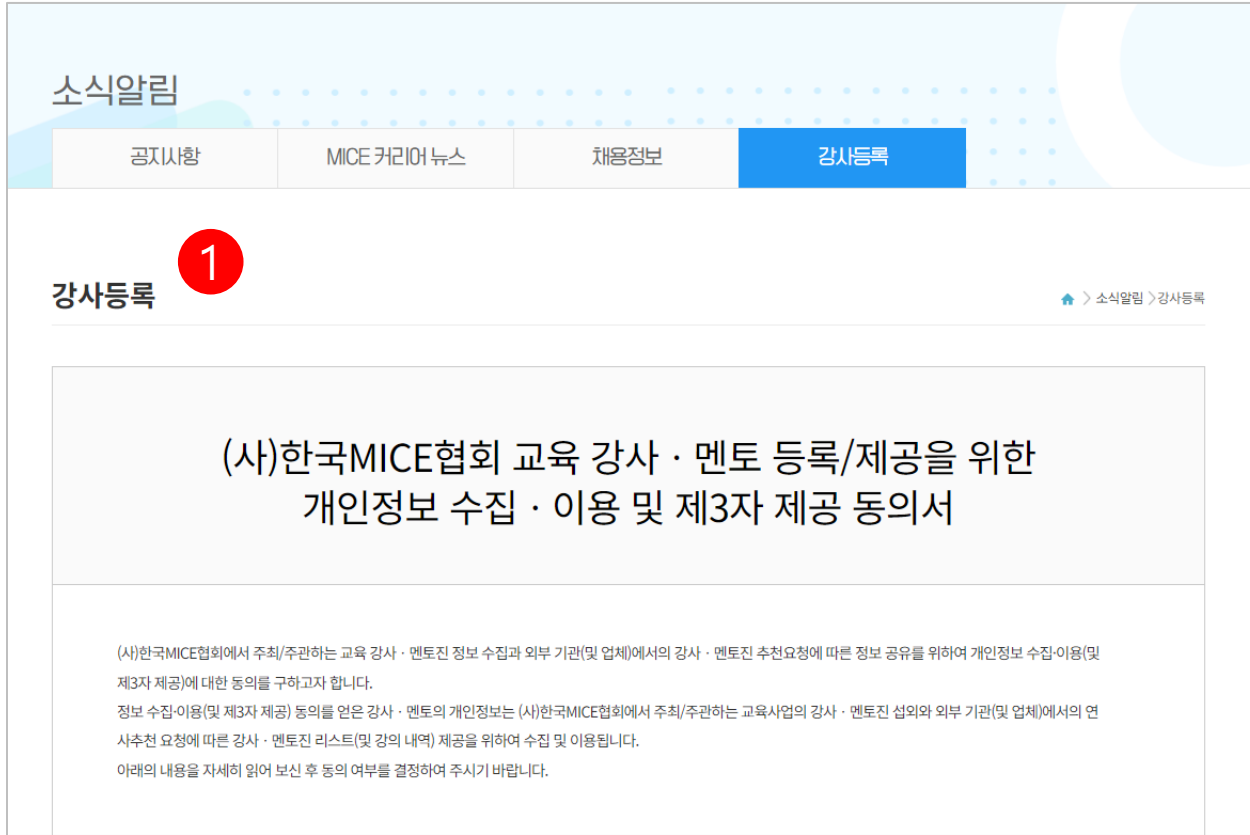 소식알림
공지사항
MICE 커리어 뉴스
채용정보
강사등록
1
강사등록
소식알림 〉강사등록
(사)한국MICE협회 교육 강사 · 멘토 등록/제공을 위한
개인정보 수집 · 이용 및 제3자 제공 동의서
(사)한국MICE협회에서 주최/주관하는 교육 강사 · 멘토진 정보 수집과 외부 기관(및 업체)에서의 강사 · 멘토진 추천요청에 따른 정보 공유를 위하여 개인정보 수집·이용(및
제3자 제공)에 대한 동의를 구하고자 합니다.
정보 수집·이용(및 제3자 제공) 동의를 얻은 강사 · 멘토의 개인정보는 (사)한국MICE협회에서 주최/주관하는 교육사업의 강사 · 멘토진 섭외와 외부 기관(및 업체)에서의 연
사추천 요청에 따른 강사 · 멘토진 리스트(및 강의 내역) 제공을 위하여 수집 및 이용됩니다.
아래의 내용을 자세히 읽어 보신 후 동의 여부를 결정하여 주시기 바랍니다.